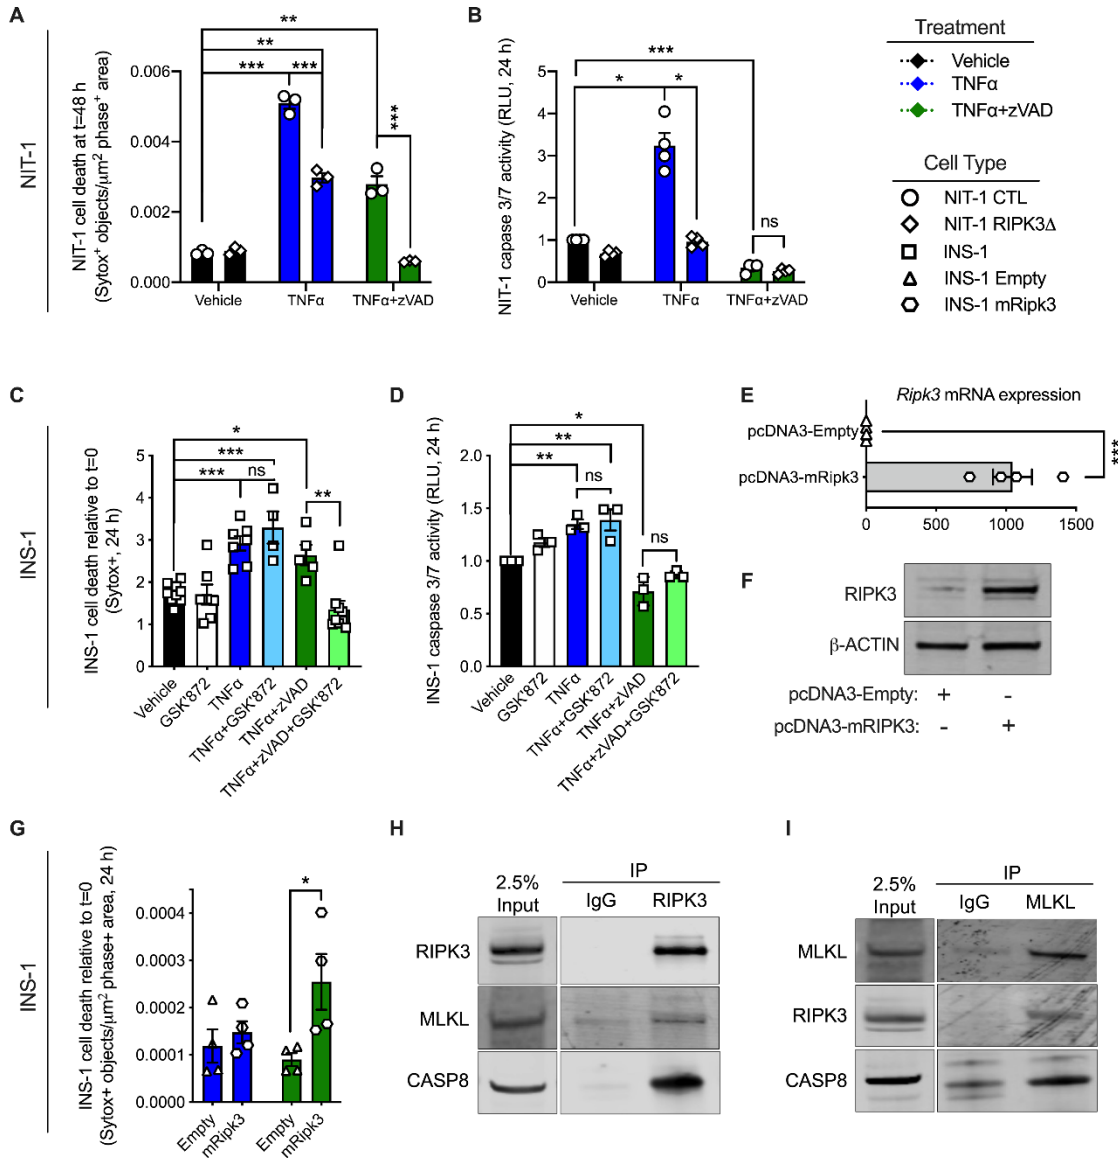 A
NIT-1
NIT-1 cell death at t=48 h
(Sytox⁺ objects/μm² phase⁺ area)
0.006
0.004
0.002
0.000
**
**
*** ***
***
Vehicle TNFα TNFα+zVAD
B
NIT-1 caspase 3/7 activity (RLU, 24 h)
5
4
3
2
1
0
***
* *
ns
Vehicle TNFα TNFα+zVAD
Treatment
Vehicle
TNFα
TNFα+zVAD
Cell Type
NIT-1 CTL
NIT-1 RIPK3Δ
INS-1
INS-1 Empty
INS-1 mRipk3
C
INS-1
INS-1 cell death relative to t=0
(Sytox+, 24 h)
5
4
3
2
1
0
*
***
*** ns
**
Vehicle
GSK'872
TNFα
TNFα+GSK'872
TNFα+zVAD
TNFα+zVAD+GSK'872
D
INS-1 caspase 3/7 activity (RLU, 24 h)
2.0
1.5
1.0
0.5
0.0
*
**
** ns
ns
Vehicle
GSK'872
TNFα
TNFα+GSK'872
TNFα+zVAD
TNFα+zVAD+GSK'872
E
Ripk3 mRNA expression
pcDNA3-Empty
pcDNA3-mRipk3
***
0 500 1000 1500
F
RIPK3
β-ACTIN
pcDNA3-Empty: + -
pcDNA3-mRIPK3: - +
G
INS-1
INS-1 cell death relative to t=0
(Sytox+ objects/μm² phase+ area, 24 h)
0.0004
0.0003
0.0002
0.0001
0.0000
*
Empty
mRipk3
Empty
mRipk3
H
2.5%
Input
IP
IgG RIPK3
RIPK3
MLKL
CASP8
I
2.5%
Input
IP
IgG MLKL
MLKL
RIPK3
CASP8